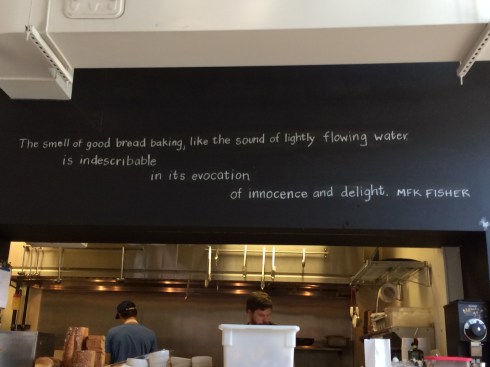 The smell of good bread baking, like the sound of lightly flowing water
is indescribable
in its evocation
of innocence and delight. MFK FISHER